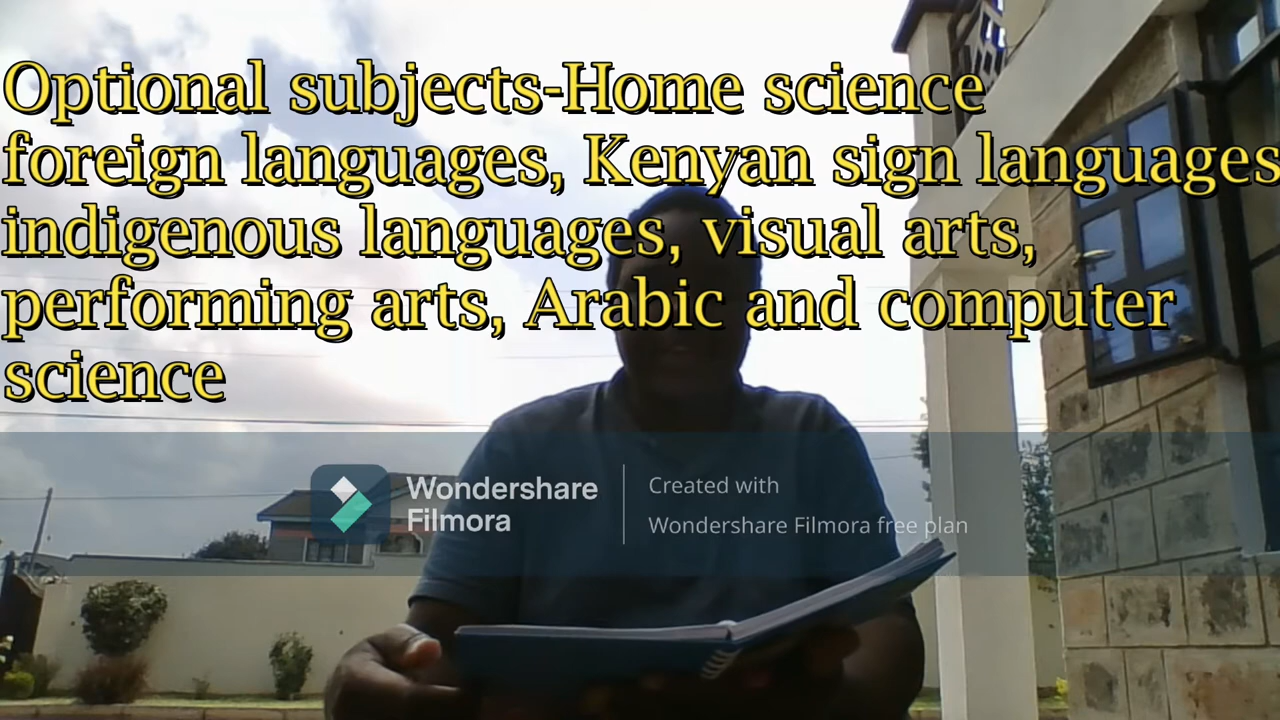 Optional subjects-Home science
foreign languages, Kenyan sign languages
indigenous languages, visual arts,
performing arts, Arabic and computer
science
Wondershare
Filmora
Created with
Wondershare Filmora free plan